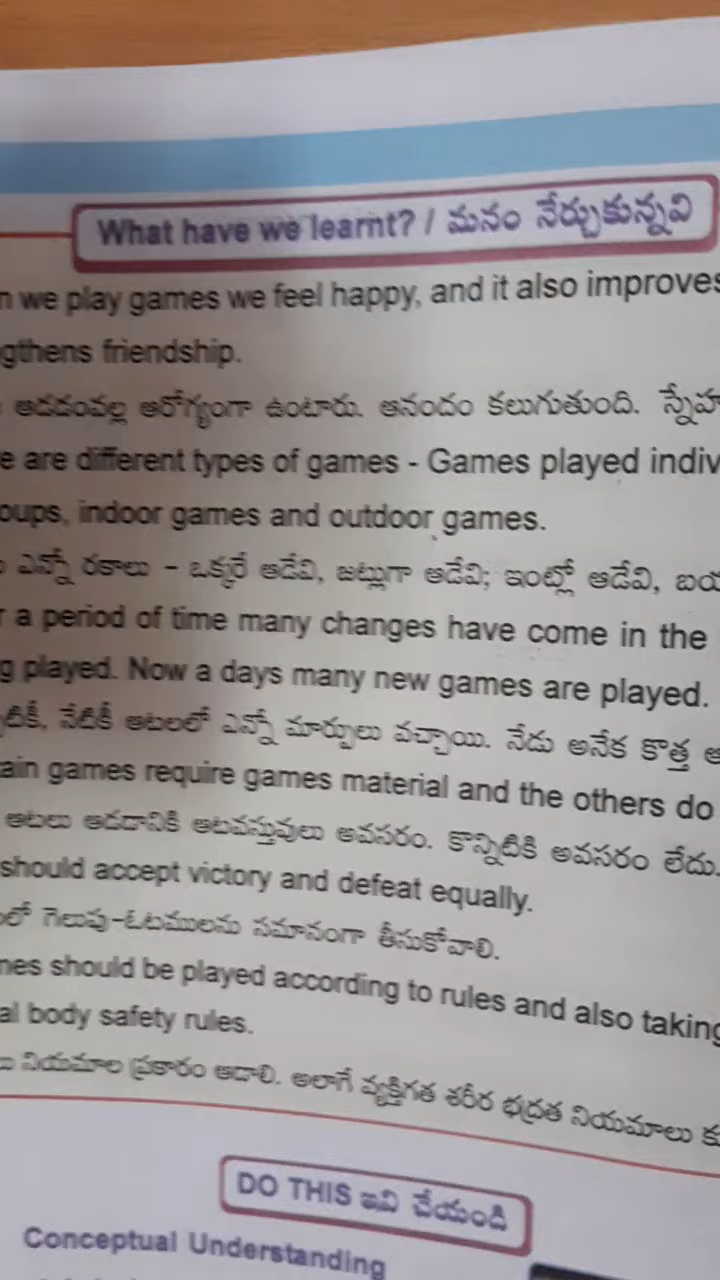 What have we learnt? / మనం నేర్చుకున్నవి
we play games we feel happy, and it also improves
gthens friendship.
ఆడడంవల్ల ఆరోగ్యంగా ఉంటారు. ఆనందం కలుగుతుంది. స్నేహ
e are different types of games - Games played indiv
oups, indoor games and outdoor games.
ఎన్నో రకాలు - ఒక్కరే ఆడేవి, జట్లుగా ఆడేవి; ఇంట్లో ఆడేవి, బయ
r a period of time many changes have come in the
g played. Now a days many new games are played.
టికీ, నేటికీ ఆటలలో ఎన్నో మార్పులు వచ్చాయి. నేడు అనేక కొత్త ఆ
ain games require games material and the others do
ఆటలు ఆడడానికి ఆటవస్తువులు అవసరం. కొన్నిటికి అవసరం లేదు.
should accept victory and defeat equally.
లో గెలుపు-ఓటములను సమానంగా తీసుకోవాలి.
mes should be played according to rules and also taking
al body safety rules.
నియమాల ప్రకారం ఆడాలి. అలాగే వ్యక్తిగత శరీర భద్రత నియమాలు కు
DO THIS ఇవి చేయండి
Conceptual Understanding